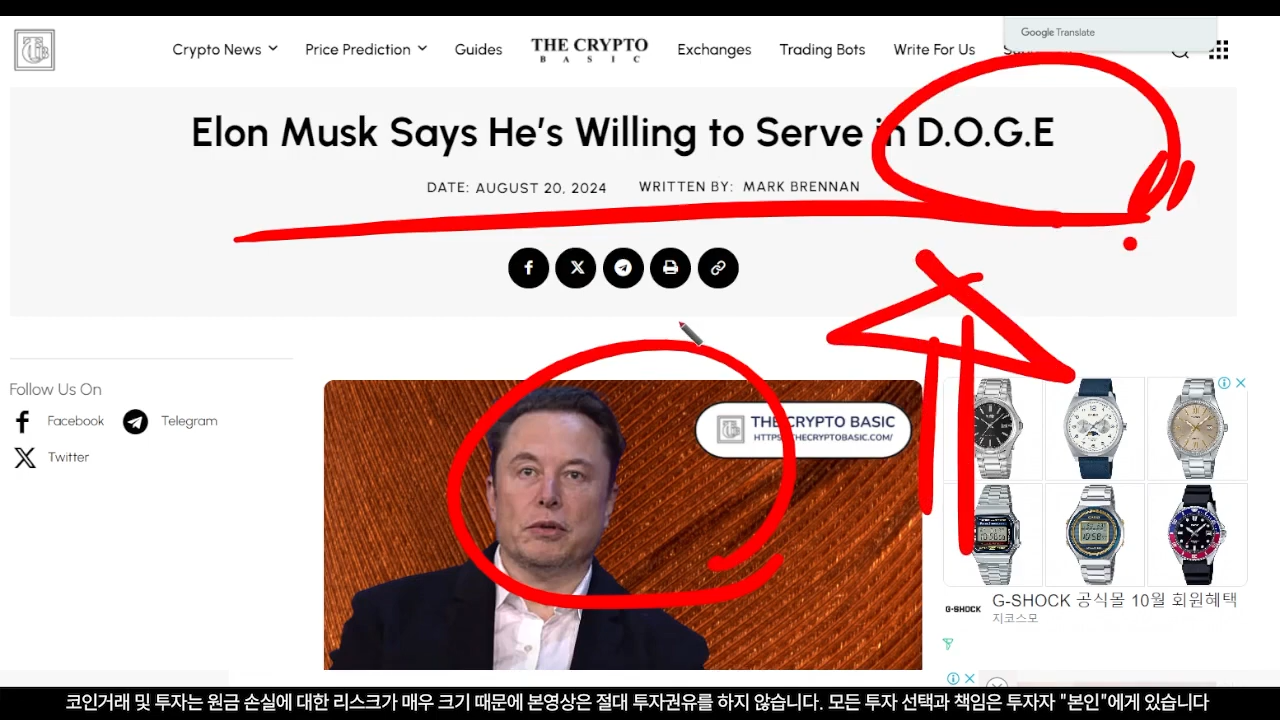 Google Translate
Crypto News
Price Prediction
Guides
THE CRYPTO
BASIC
Exchanges
Trading Bots
Write For Us
Elon Musk Says He's Willing to Serve in D.O.G.E
DATE: AUGUST 20, 2024 WRITTEN BY: MARK BRENNAN
Follow Us On
Facebook
Telegram
Twitter
THE CRYPTO BASIC
HTTPS://THECRYPTOBASIC.COM/
G-SHOCK
G-SHOCK 공식몰 10월 회원혜택
지코스모
코인거래 및 투자는 원금 손실에 대한 리스크가 매우 크기 때문에 본영상은 절대 투자권유를 하지 않습니다. 모든 투자 선택과 책임은 투자자 "본인"에게 있습니다